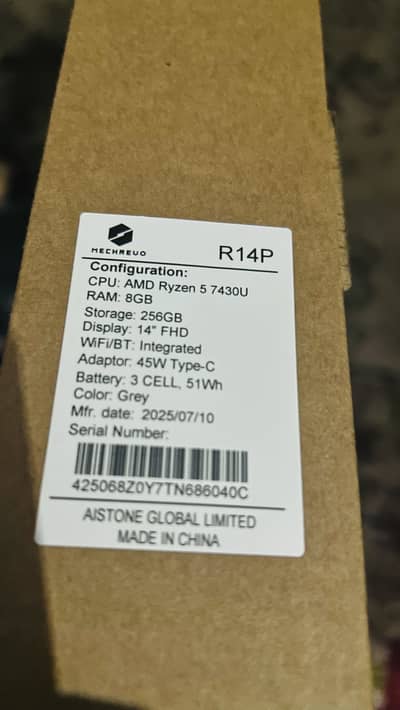 MECHREVO
R14P
Configuration:
CPU: AMD Ryzen 5 7430U
RAM: 8GB
Storage: 256GB
Display: 14" FHD
WiFi/BT: Integrated
Adaptor: 45W Type-C
Battery: 3 CELL, 51Wh
Color: Grey
Mfr. date: 2025/07/10
Serial Number:
425068Z0Y7TN686040C
AISTONE GLOBAL LIMITED
MADE IN CHINA